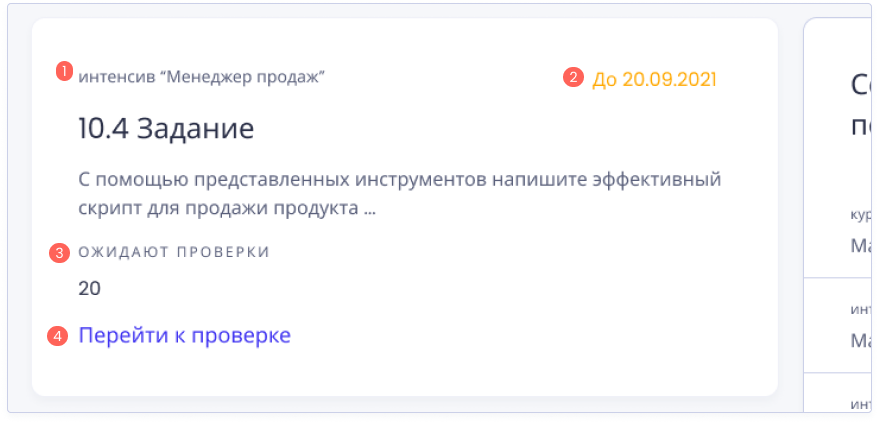 1 интенсив “Менеджер продаж”
2 До 20.09.2021
10.4 Задание
С помощью представленных инструментов напишите эффективный
скрипт для продажи продукта ...
3 ОЖИДАЮТ ПРОВЕРКИ
20
4 Перейти к проверке